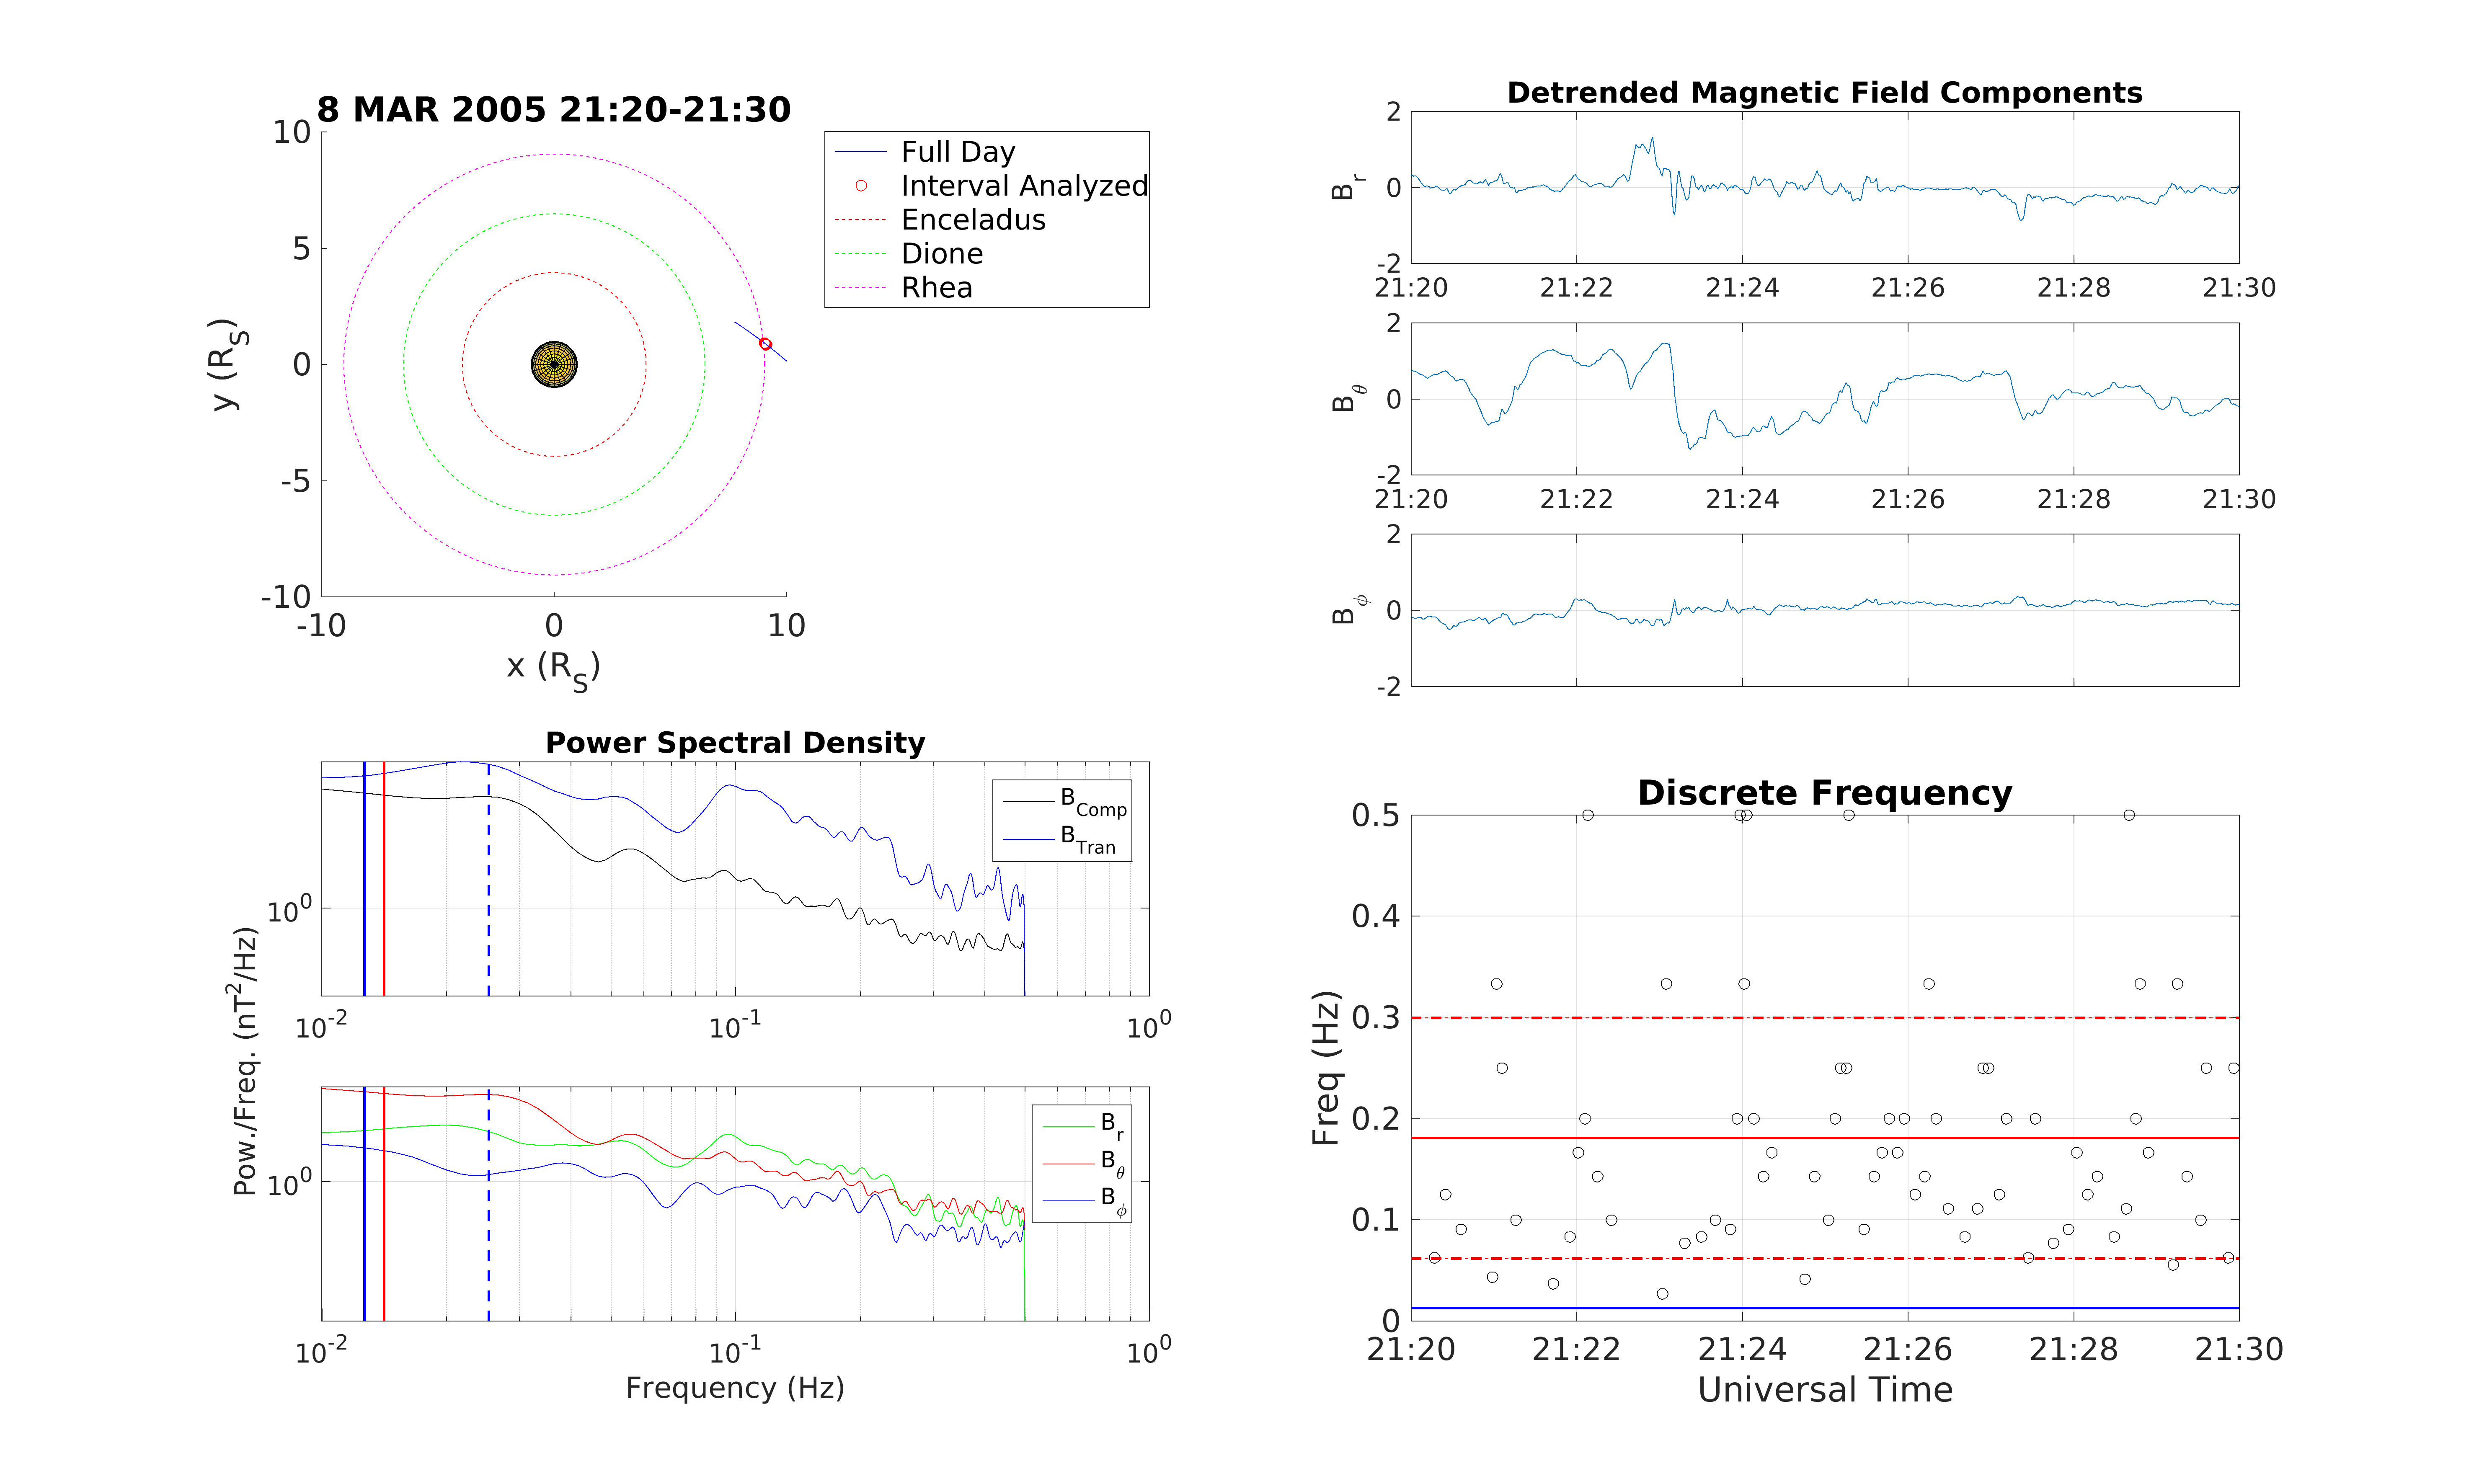 8 MAR 2005 21:20-21:30
10
5
0
-5
-10
-10 0 10
y (R_S)
x (R_S)
Full Day
Interval Analyzed
Enceladus
Dione
Rhea
Detrended Magnetic Field Components
B_r
2
0
-2
21:20 21:22 21:24 21:26 21:28 21:30
B_θ
2
0
-2
21:20 21:22 21:24 21:26 21:28 21:30
B_ϕ
2
0
-2
Power Spectral Density
B_Comp
B_Tran
10^0
10^-2 10^-1 10^0
Pow./Freq. (nT^2/Hz)
B_r
B_θ
B_ϕ
10^0
10^-2 10^-1 10^0
Frequency (Hz)
Discrete Frequency
0.5
0.4
0.3
0.2
0.1
0
Freq (Hz)
21:20 21:22 21:24 21:26 21:28 21:30
Universal Time